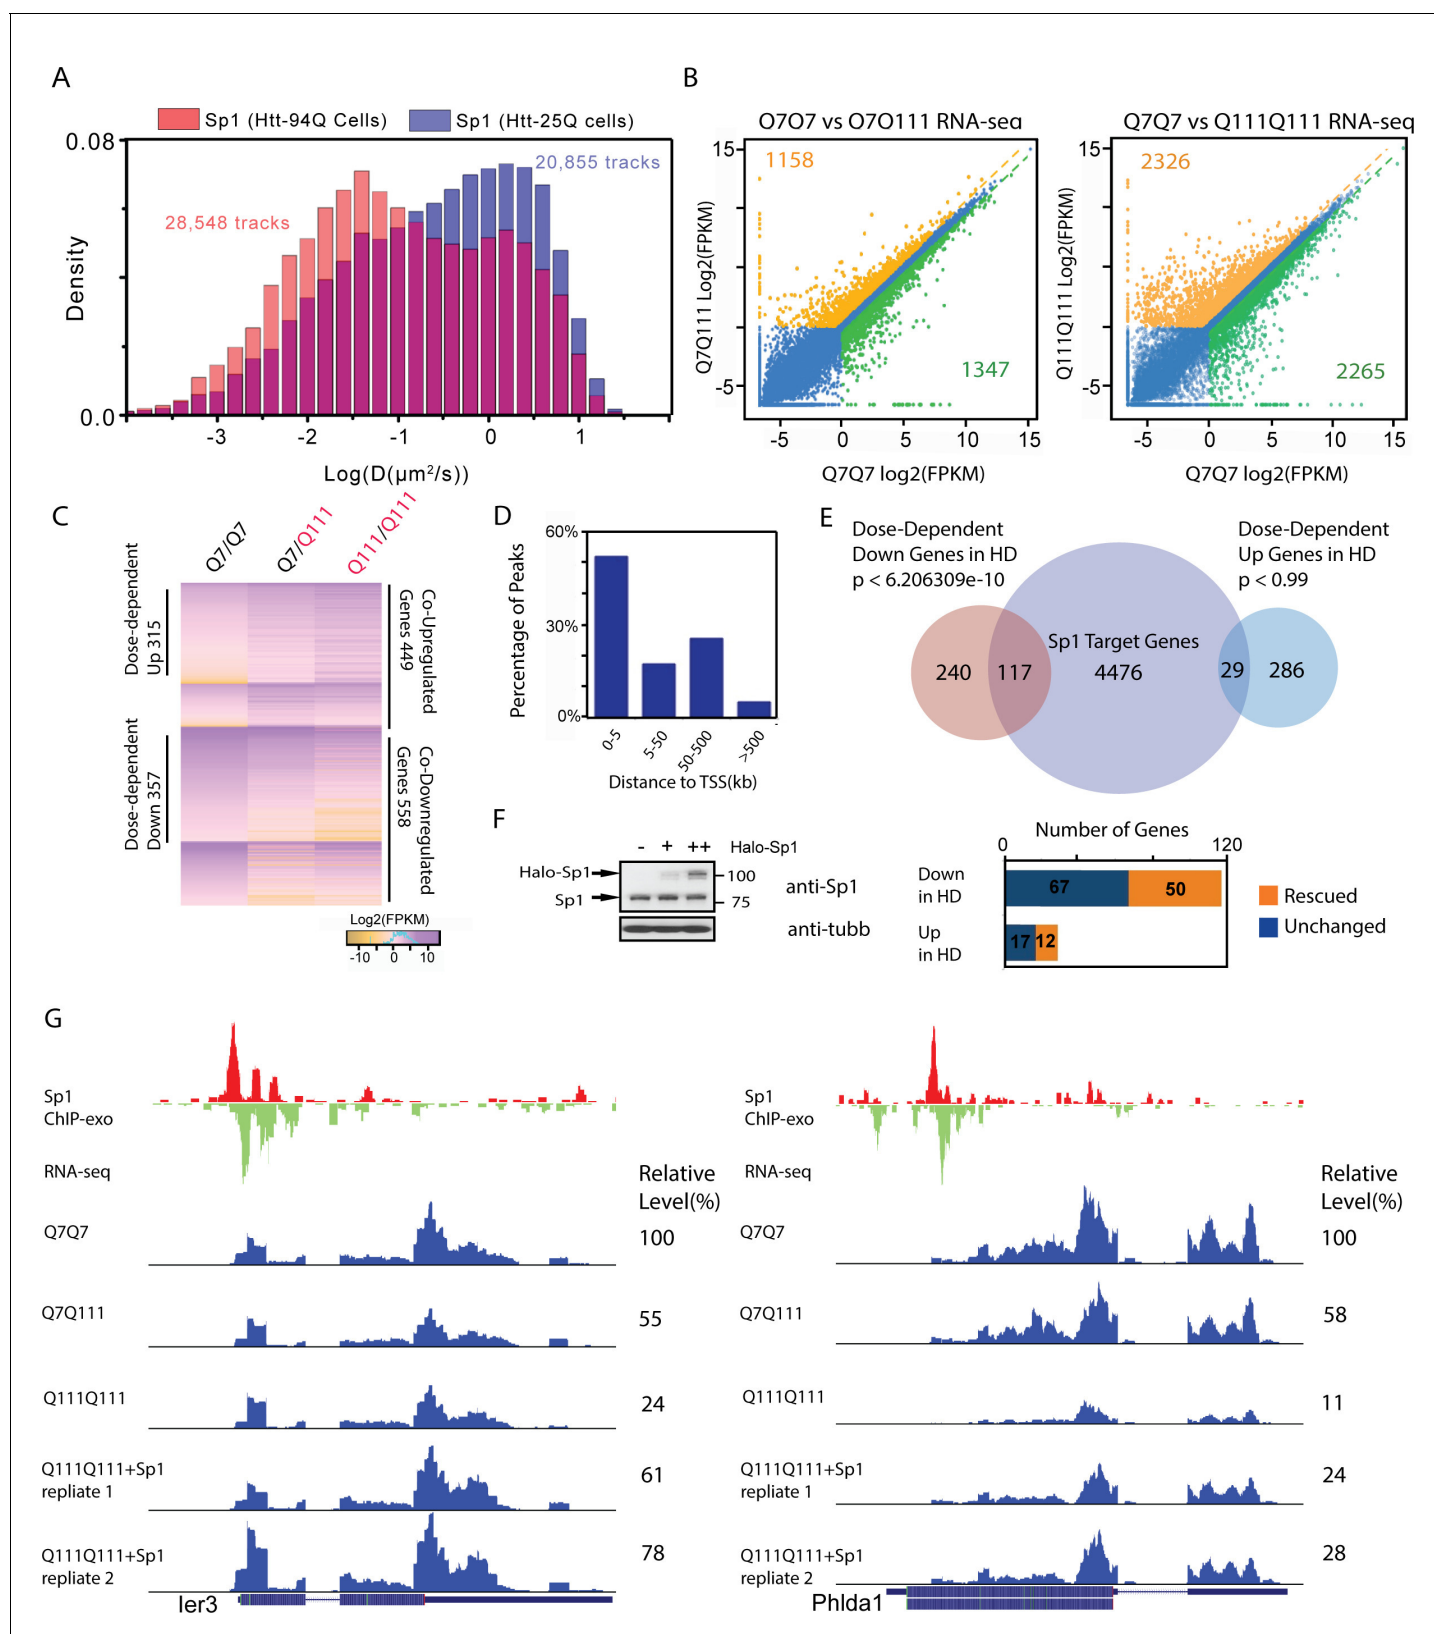 A
Sp1 (Htt-94Q Cells)
Sp1 (Htt-25Q cells)
0.08
20,855 tracks
28,548 tracks
Density
0.0
-3
-2
-1
0
1
Log(D(μm²/s))
B
Q7Q7 vs Q7Q111 RNA-seq
15
1158
Q7Q111 Log2(FPKM)
1347
-5
-5
0
5
10
15
Q7Q7 log2(FPKM)
Q7Q7 vs Q111Q111 RNA-seq
15
2326
Q111Q111 Log2(FPKM)
2265
-5
-5
0
5
10
15
Q7Q7 log2(FPKM)
C
Q7/Q7
Q7/Q111
Q111/Q111
Dose-dependent
Up 315
Co-Upregulated
Genes 449
Dose-dependent
Down 357
Co-Downregulated
Genes 558
Log2(FPKM)
-10
0
10
D
60%
30%
0%
Percentage of Peaks
0-5
5-50
50-500
>500
Distance to TSS(kb)
E
Dose-Dependent
Down Genes in HD
p < 6.206309e-10
Dose-Dependent
Up Genes in HD
p < 0.99
Sp1 Target Genes
240
117
4476
29
286
F
-
+
++
Halo-Sp1
Halo-Sp1
100
Sp1
75
anti-Sp1
anti-tubb
Number of Genes
0
120
Down
in HD
67
50
Up
in HD
17
12
Rescued
Unchanged
G
Sp1
ChIP-exo
RNA-seq
Relative
Level(%)
Q7Q7
100
Q7Q111
55
Q111Q111
24
Q111Q111+Sp1
repliate 1
61
Q111Q111+Sp1
repliate 2
78
Ier3
Sp1
ChIP-exo
RNA-seq
Relative
Level(%)
Q7Q7
100
Q7Q111
58
Q111Q111
11
Q111Q111+Sp1
repliate 1
24
Q111Q111+Sp1
repliate 2
28
Phlda1